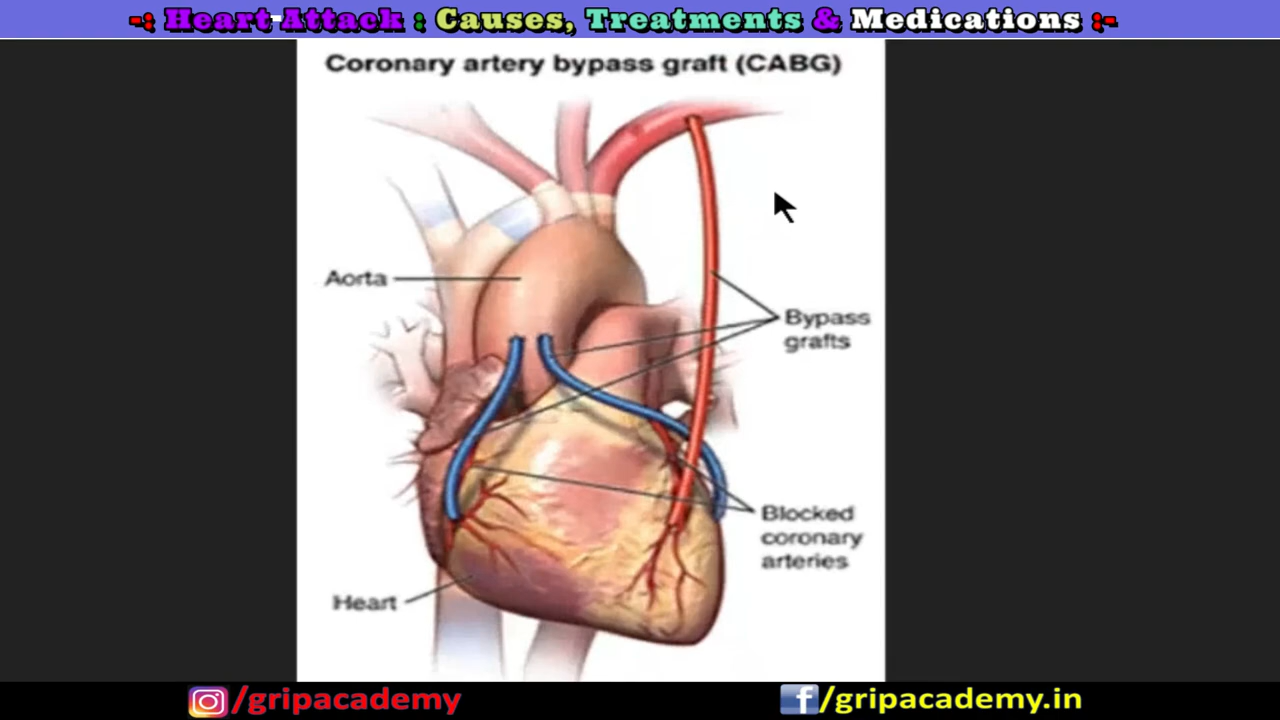 -: Heart Attack : Causes, Treatments & Medications :-
Coronary artery bypass graft (CABG)
Aorta
Bypass
grafts
Blocked
coronary
arteries
Heart
/gripacademy
f/gripacademy.in